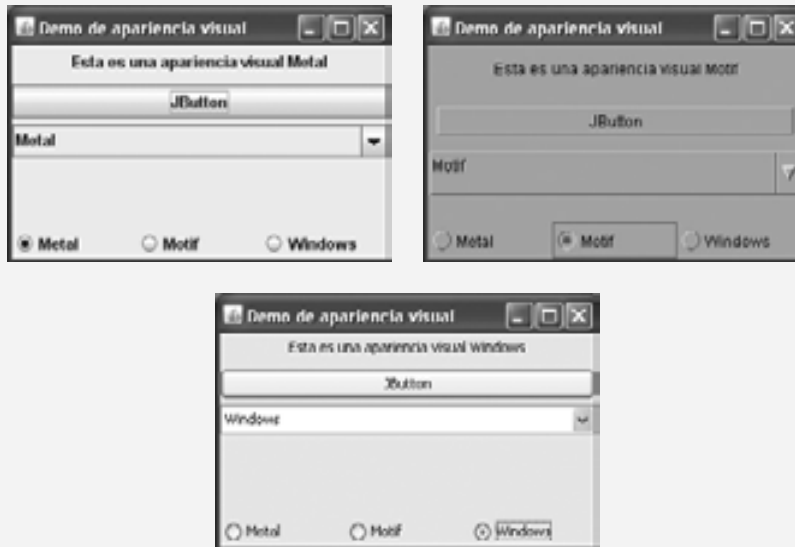 Demo de apariencia visual
Esta es una apariencia visual Metal
JButton
Metal
Metal Motif Windows
Demo de apariencia visual
Esta es una apariencia visual Motif
JButton
Motif
Metal Motif Windows
Demo de apariencia visual
Esta es una apariencia visual Windows
JButton
Windows
Metal Motif Windows